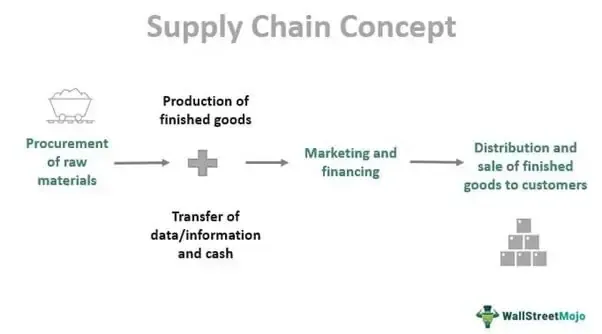 Supply Chain Concept
Production of
finished goods
Procurement
of raw
materials
Marketing and
financing
Distribution and
sale of finished
goods to customers
Transfer of
data/information
and cash
WallStreetMojo